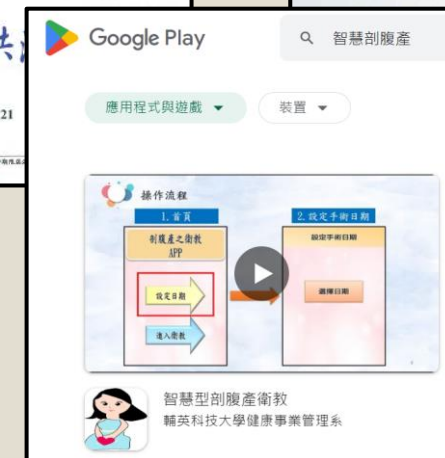 21
Google Play
智慧剖腹產
應用程式與遊戲
裝置
操作流程
1. 首頁
2. 設定手術日期
剖腹產之衛教
APP
設定手術日期
設定日期
選擇日期
進入衛教
智慧型剖腹產衛教
輔英科技大學健康事業管理系